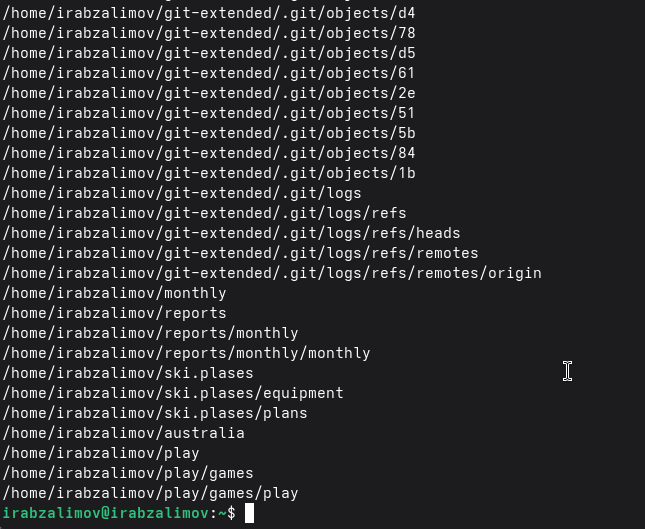 /home/irabzalimov/git-extended/.git/objects/d4
/home/irabzalimov/git-extended/.git/objects/78
/home/irabzalimov/git-extended/.git/objects/d5
/home/irabzalimov/git-extended/.git/objects/61
/home/irabzalimov/git-extended/.git/objects/2e
/home/irabzalimov/git-extended/.git/objects/51
/home/irabzalimov/git-extended/.git/objects/5b
/home/irabzalimov/git-extended/.git/objects/84
/home/irabzalimov/git-extended/.git/objects/1b
/home/irabzalimov/git-extended/.git/logs
/home/irabzalimov/git-extended/.git/logs/refs
/home/irabzalimov/git-extended/.git/logs/refs/heads
/home/irabzalimov/git-extended/.git/logs/refs/remotes
/home/irabzalimov/git-extended/.git/logs/refs/remotes/origin
/home/irabzalimov/monthly
/home/irabzalimov/reports
/home/irabzalimov/reports/monthly
/home/irabzalimov/reports/monthly/monthly
/home/irabzalimov/ski.plases
/home/irabzalimov/ski.plases/equipment
/home/irabzalimov/ski.plases/plans
/home/irabzalimov/australia
/home/irabzalimov/play
/home/irabzalimov/play/games
/home/irabzalimov/play/games/play
irabzalimov@irabzalimov:~$